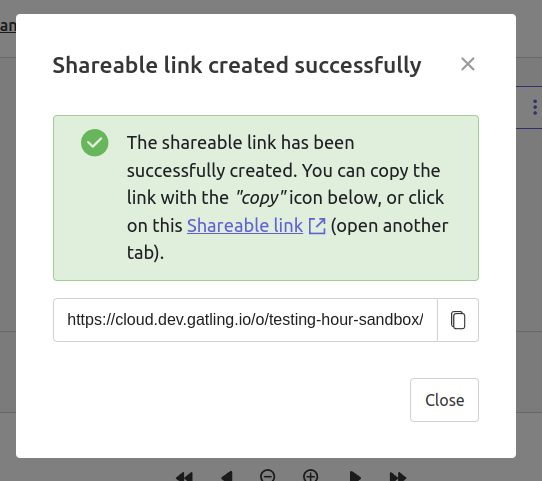 an
Shareable link created successfully
The shareable link has been
successfully created. You can copy the
link with the "copy" icon below, or click
on this Shareable link (open another
tab).
https://cloud.dev.gatling.io/o/testing-hour-sandbox/
Close